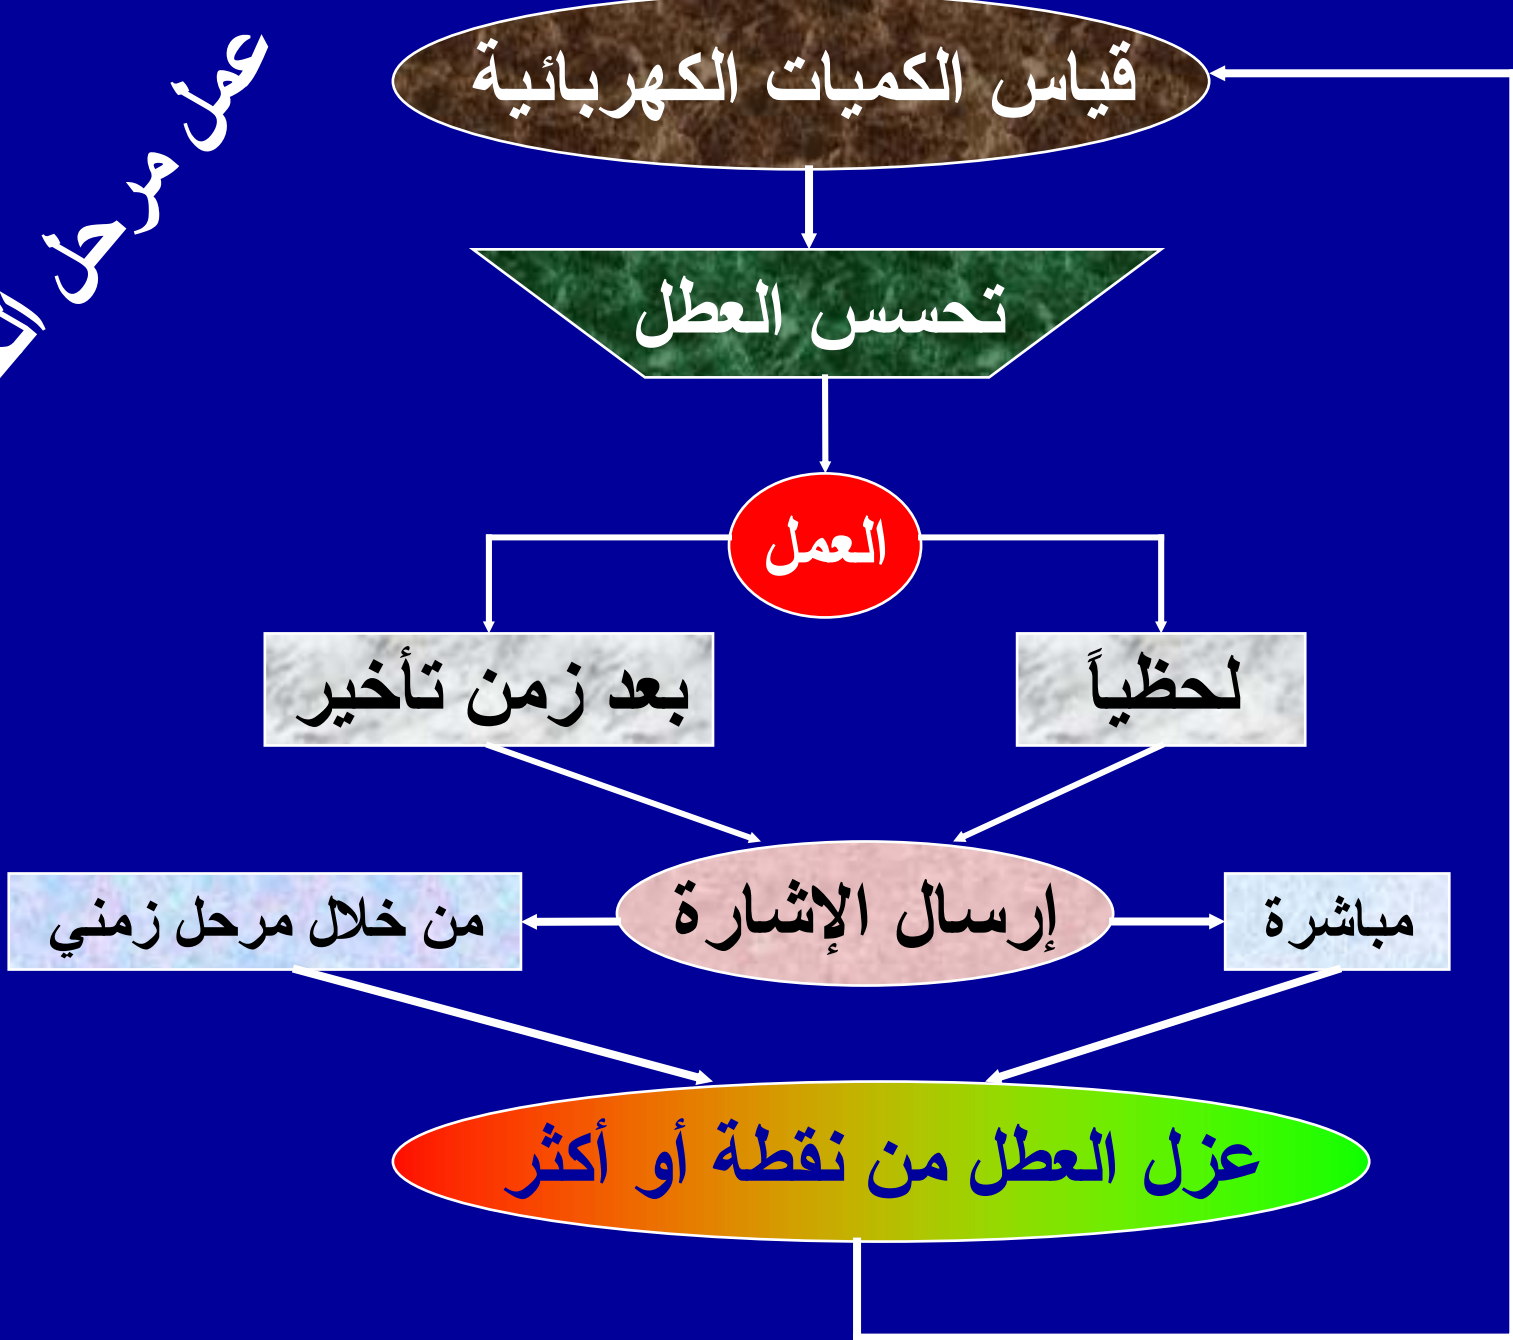 عمل مرحل
قياس الكميات الكهربائية
تحسس العطل
العمل
لحظياً
بعد زمن تأخير
إرسال الإشارة
مباشرة
من خلال مرحل زمني
عزل العطل من نقطة أو أكثر